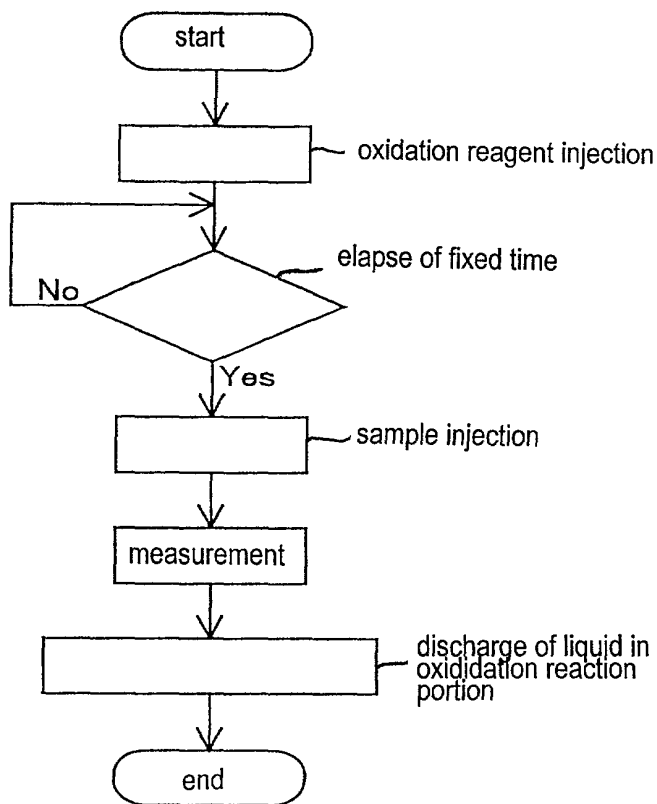 start
oxidation reagent injection
elapse of fixed time
No
Yes
sample injection
measurement
discharge of liquid in
oxididation reaction
portion
end